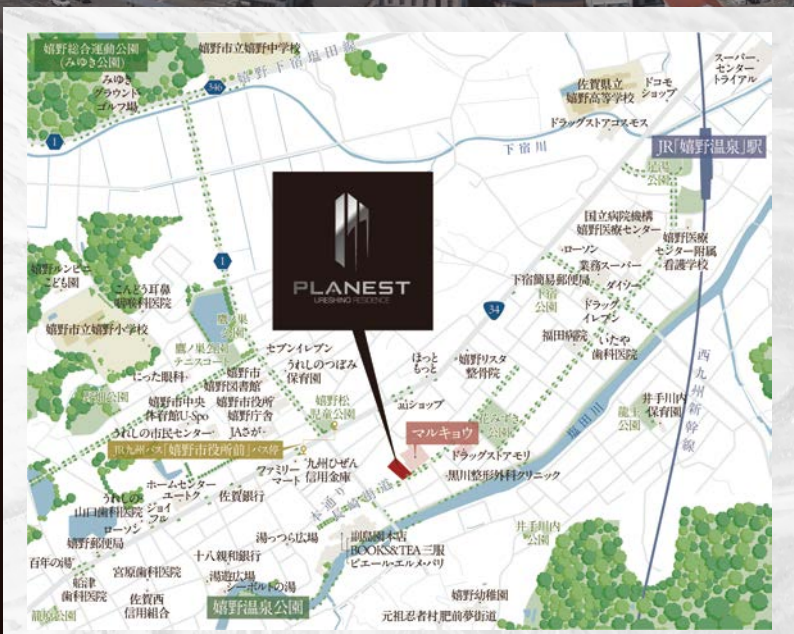 嬉野総合運動公園
(みゆき公園)
みゆき
グラウンド・
ゴルフ場
嬉野市立嬉野中学校
嬉野下宿塩田線
346
1
佐賀県立
嬉野高等学校
ドコモ
ショップ
スーパー
センター
トライアル
ドラッグストアコスモス
下宿川
JR「嬉野温泉」駅
足湯
公園
国立病院機構
嬉野医療センター
嬉野医療
センター附属
看護学校
ローソン
業務スーパー
下宿簡易郵便局
ダイソー
下宿
公園
ドラッグ
イレブン
34
福田病院
いたや
歯科医院
西九州新幹線
PLANEST
URESHINO RESIDENCE
1
嬉野ルンビニ
こども園
こんどう耳鼻
咽喉科医院
嬉野市立嬉野小学校
鷹ノ巣
公園
鷹ノ巣公園
テニスコート
セブンイレブン
うれしのつぼみ
保育園
ほっと
もっと
嬉野リスタ
整骨院
にった眼科
嬉野市
嬉野図書館
嬉野市中央
体育館U-Spo
嬉野市役所
嬉野庁舎
嬉野松
児童公園
auショップ
花みずき
公園
塩田川
井手川内
保育園
龍王
公園
うれしの市民センター
JAさが
マルキョウ
JR九州バス「嬉野市役所前」バス停
ドラッグストアモリ
ファミリー
マート
九州ひぜん
信用金庫
黒川整形外科クリニック
ホームセンター
ユートク
佐賀銀行
本通り
長崎街道
うれしの
山口歯科医院
ジョイ
フル
ローソン
嬉野郵便局
湯っつら広場
副島園本店
BOOKS&TEA 三服
ピエール・エルメ・パリ
井手川内
公園
百年の湯
十八親和銀行
宮原歯科医院
湯遊広場
シーボルトの湯
船津
歯科医院
佐賀西
信用組合
嬉野温泉公園
嬉野幼稚園
元祖忍者村肥前夢街道